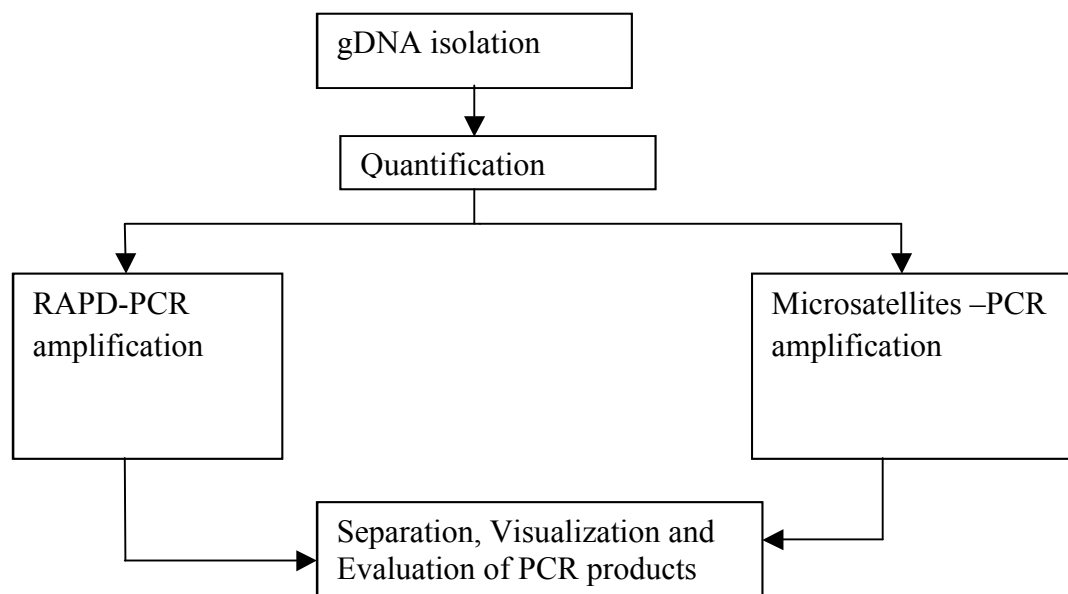 gDNA isolation
Quantification
RAPD-PCR
amplification
Microsatellites –PCR
amplification
Separation, Visualization and
Evaluation of PCR products